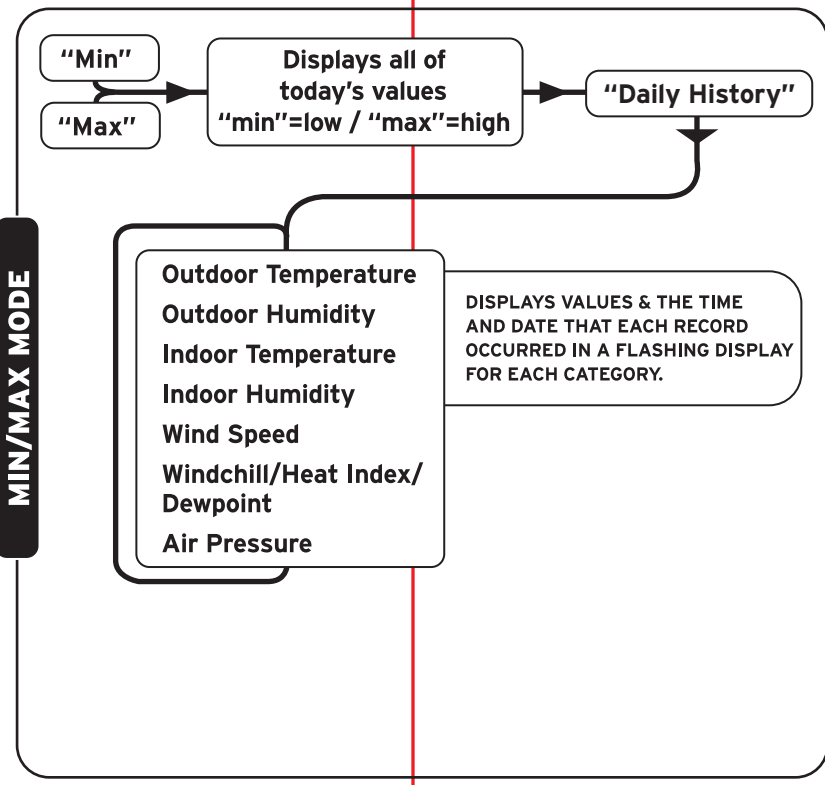 “Min”
“Max”
Displays all of
today's values
“min”=low / “max”=high
“Daily History”
MIN/MAX MODE
Outdoor Temperature
Outdoor Humidity
Indoor Temperature
Indoor Humidity
Wind Speed
Windchill/Heat Index/
Dewpoint
Air Pressure
DISPLAYS VALUES & THE TIME
AND DATE THAT EACH RECORD
OCCURRED IN A FLASHING DISPLAY
FOR EACH CATEGORY.